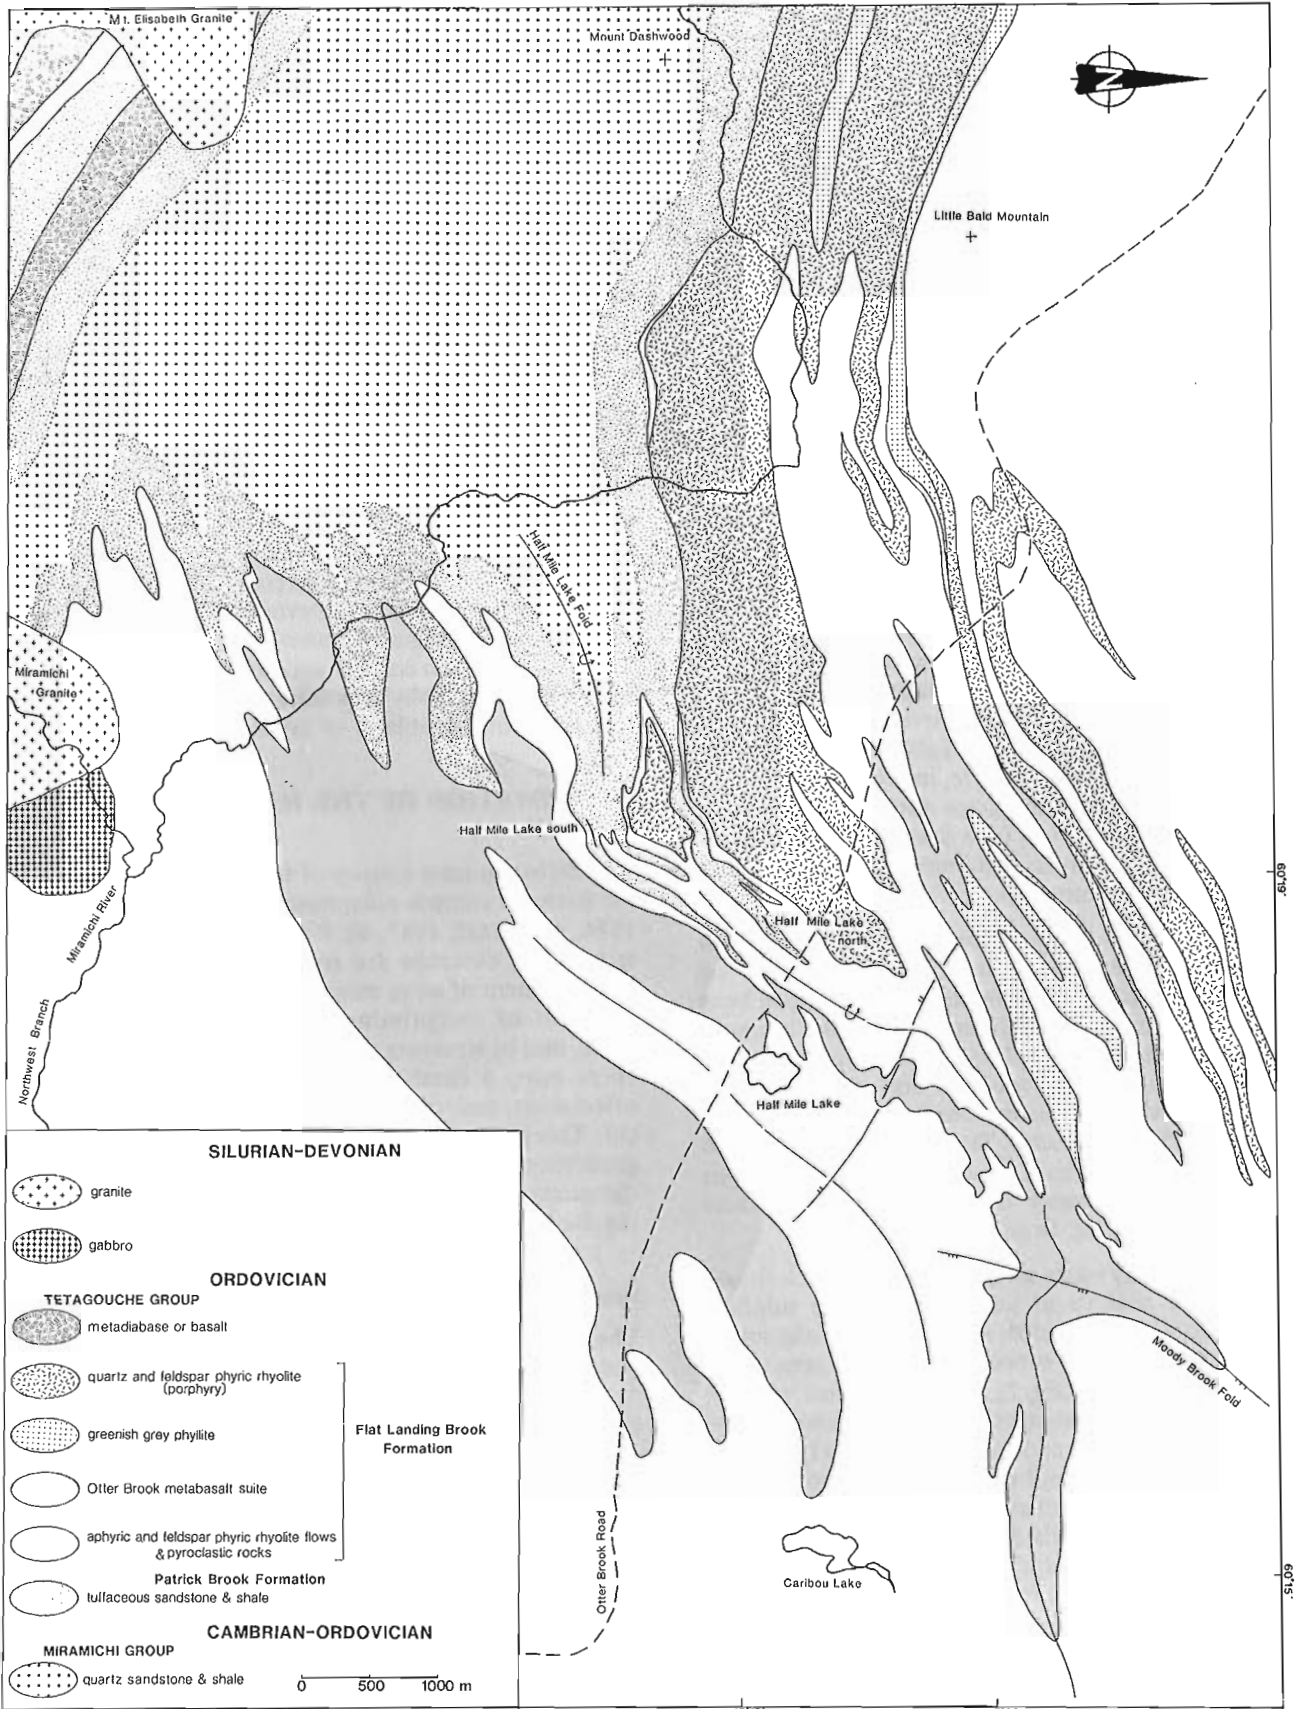 Mt. Elisabeth Granite
Mount Dashwood
N
Little Bald Mountain
Half Mile Lake Fold
Miramichi
Granite
Half Mile Lake south
60°19'
Half Mile Lake
north
Miramichi River
Northwest Branch
Half Mile Lake
Moody Brook Fold
Otter Brook Road
Caribou Lake
60°15'
SILURIAN-DEVONIAN
granite
gabbro
ORDOVICIAN
TETAGOUCHE GROUP
metadiabase or basalt
quartz and feldspar phyric rhyolite
(porphyry)
greenish grey phyllite
Flat Landing Brook
Formation
Otter Brook metabasalt suite
aphyric and feldspar phyric rhyolite flows
& pyroclastic rocks
Patrick Brook Formation
tuffaceous sandstone & shale
CAMBRIAN-ORDOVICIAN
MIRAMICHI GROUP
quartz sandstone & shale
0 500 1000 m